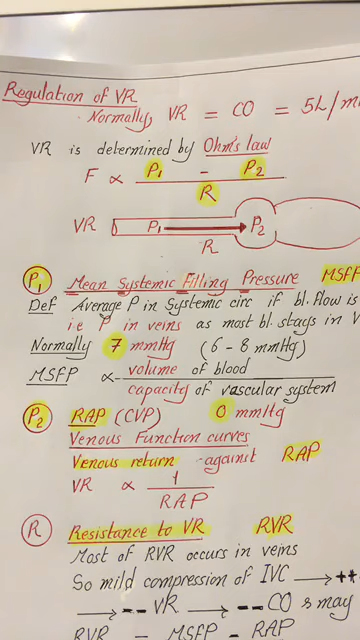 Regulation of VR
Normally, VR = CO = 5L/m
VR is determined by Ohm's law
F ∝ P1 - P2
R
VR P1 P2
R
P1 Mean Systemic Filling Pressure MSFP
Def Average P in Systemic circ if bl. flow is
i.e P in veins as most bl. stays in V
Normally 7 mmHg (6 - 8 mmHg)
MSFP ∝ volume of blood
capacity of vascular system
P2 RAP (CVP) 0 mmHg
Venous Function curves
Venous return against RAP
VR ∝ 1
RAP
R Resistance to VR RVR
Most of RVR occurs in veins
So mild compression of IVC → ++
→ -- VR → -- CO & may
RVR = MSFP - RAP